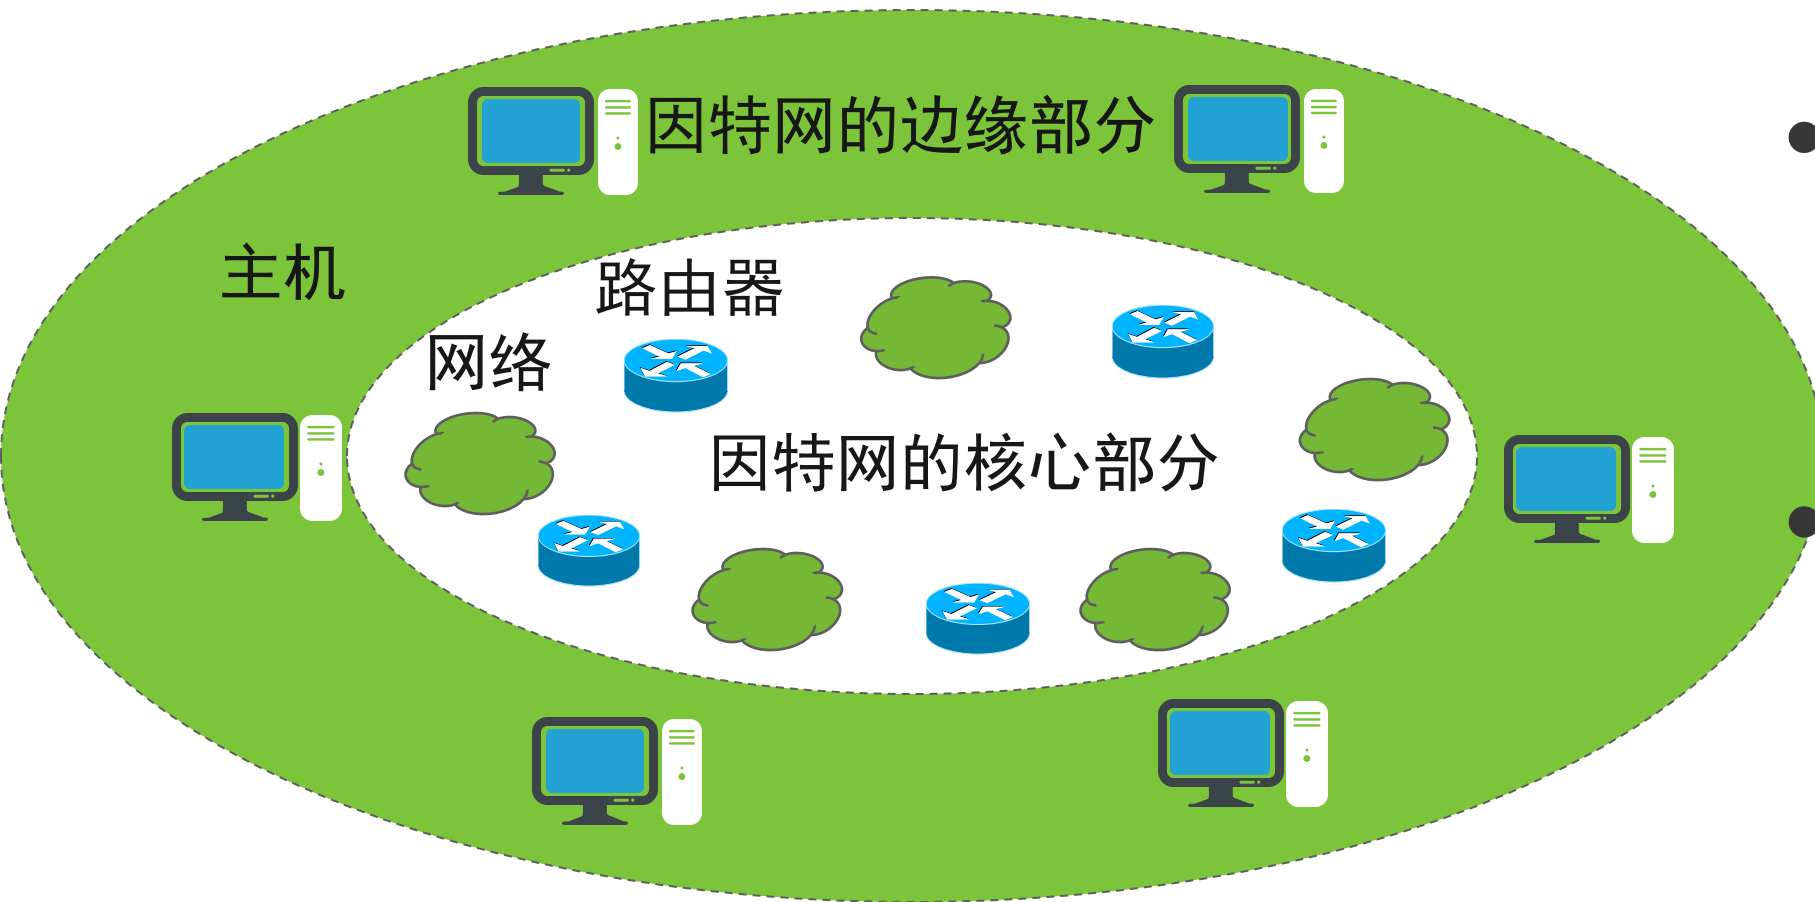 因特网的边缘部分
主机
路由器
网络
因特网的核心部分